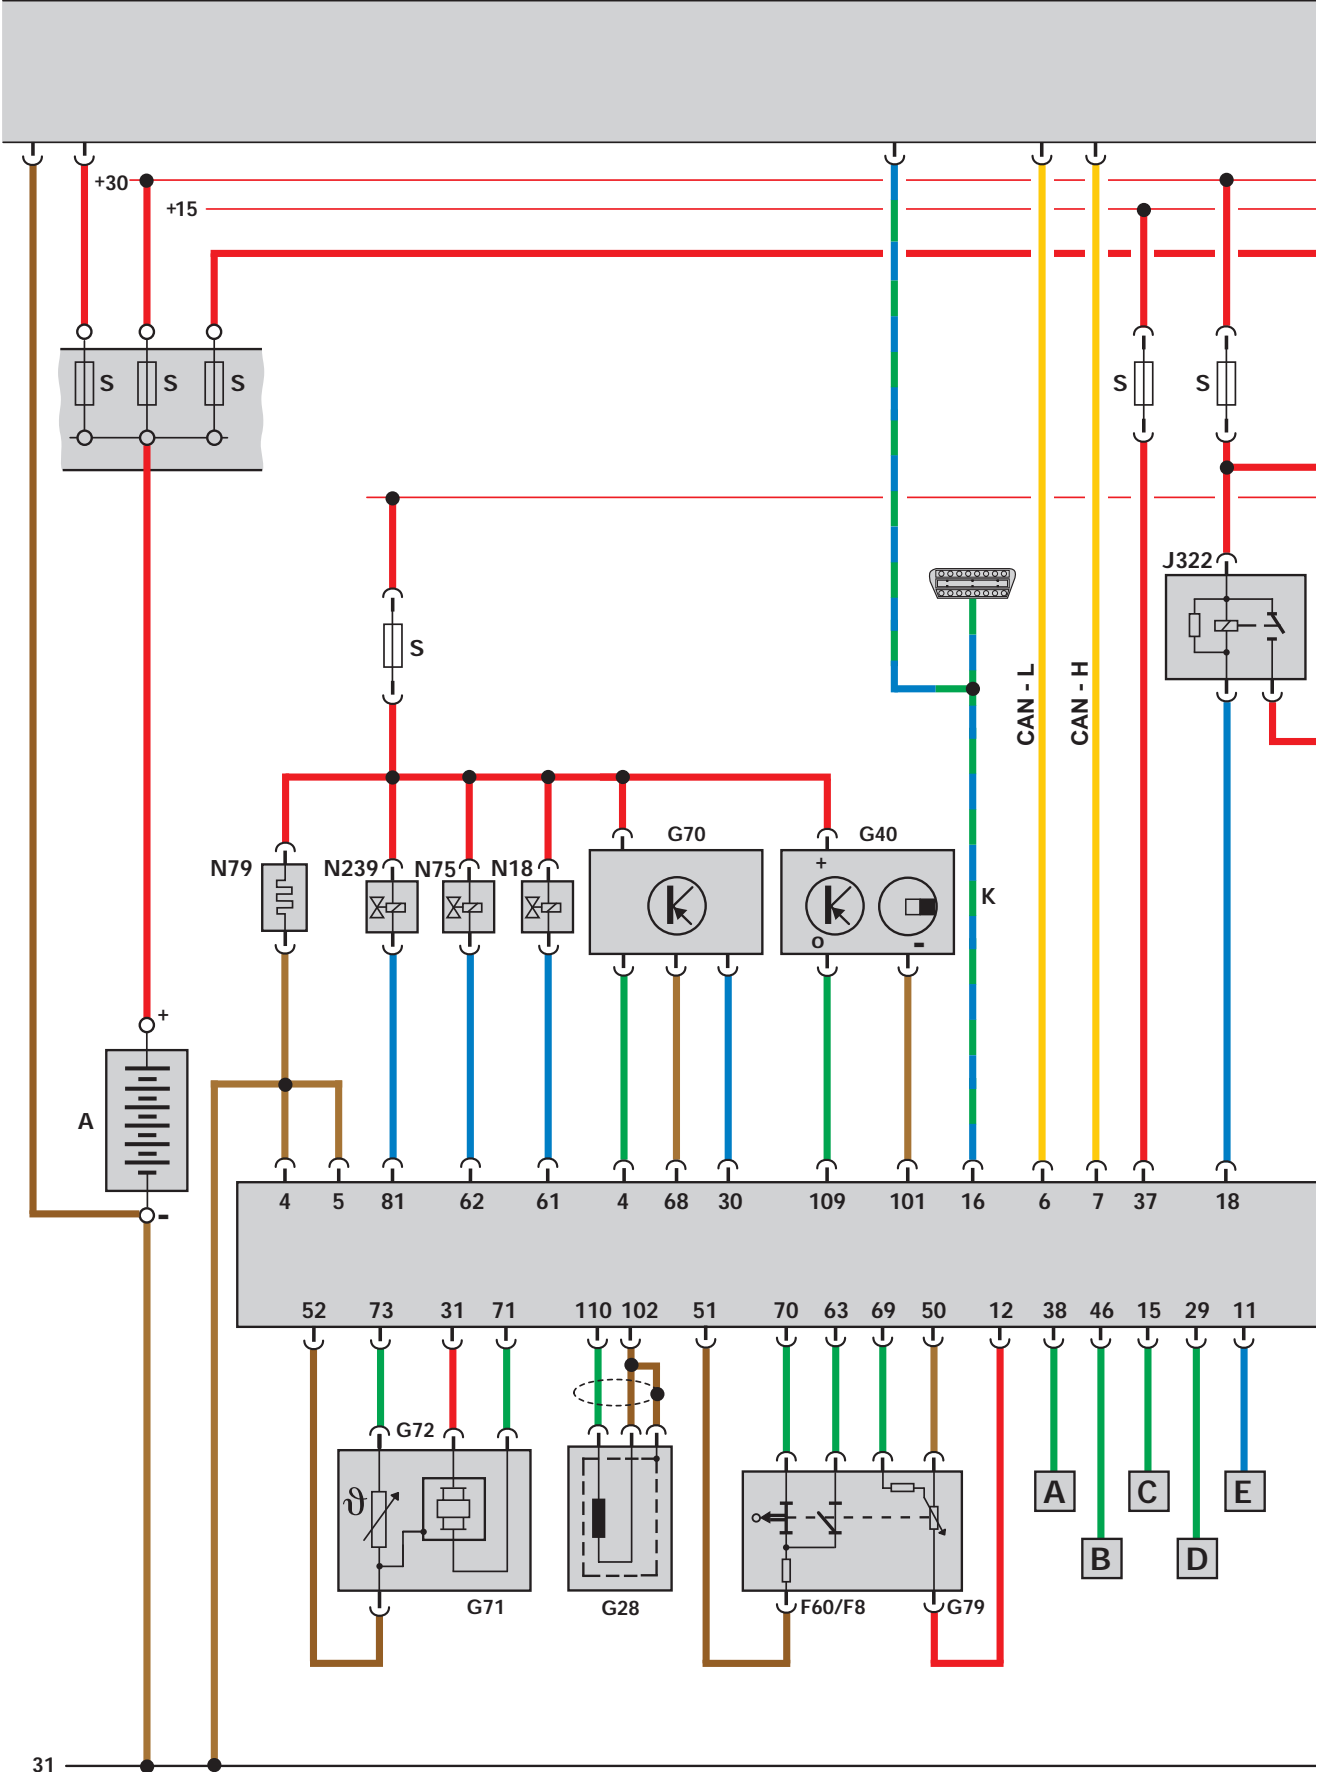 +30
+15
S S S S S
J322
S
CAN - L
CAN - H
G70 G40
N79 N239 N75 N18
+
K
o -
+
A
4 5 81 62 61 4 68 30 109 101 16 6 7 37 18
-
52 73 31 71 110 102 51 70 63 69 50 12 38 46 15 29 11
G72
ϑ
A C E
B D
G71 G28 F60/F8 G79
31